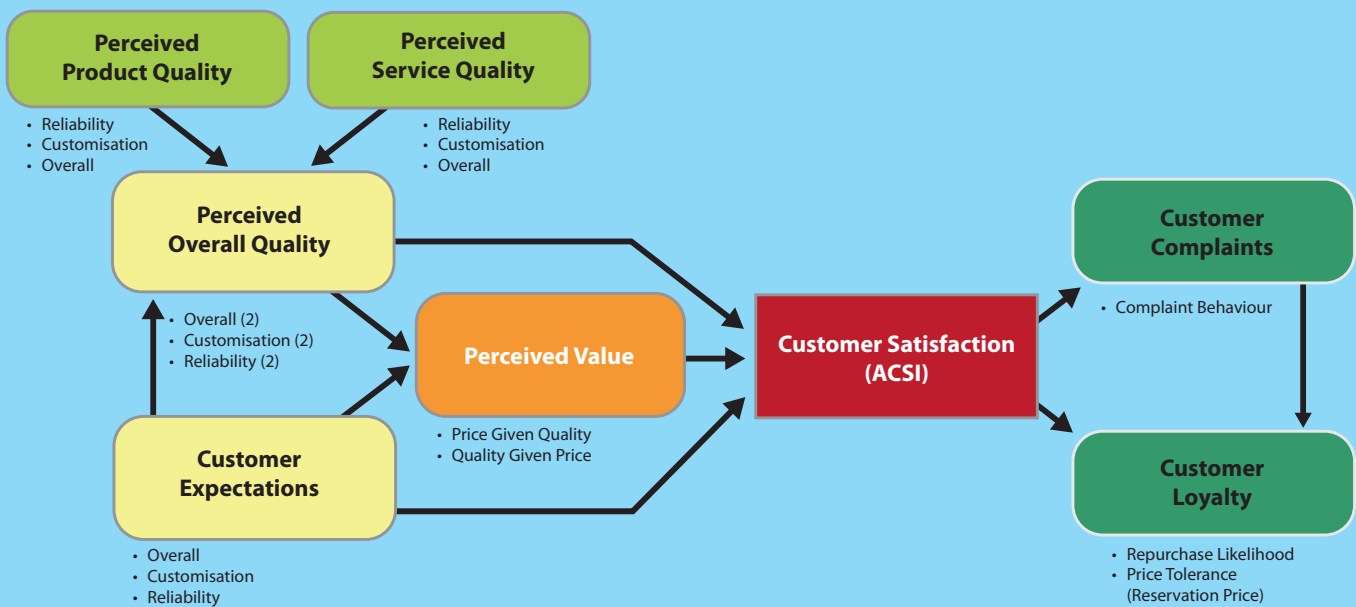 Perceived
Product Quality
Perceived
Service Quality
• Reliability
• Customisation
• Overall
• Reliability
• Customisation
• Overall
Perceived
Overall Quality
Customer
Complaints
• Overall (2)
• Customisation (2)
• Reliability (2)
• Complaint Behaviour
Perceived Value
Customer Satisfaction
(ACSI)
• Price Given Quality
• Quality Given Price
Customer
Expectations
Customer
Loyalty
• Overall
• Customisation
• Reliability
• Repurchase Likelihood
• Price Tolerance
(Reservation Price)